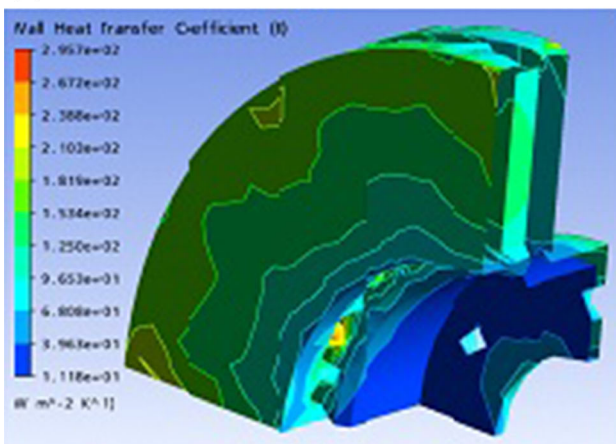 Wall Heat Transfer Coefficient (8)
2.957e+02
2.672e+02
2.388e+02
2.103e+02
1.819e+02
1.534e+02
1.250e+02
9.653e+01
6.808e+01
3.963e+01
1.118e+01
(W m^-2 K^1)